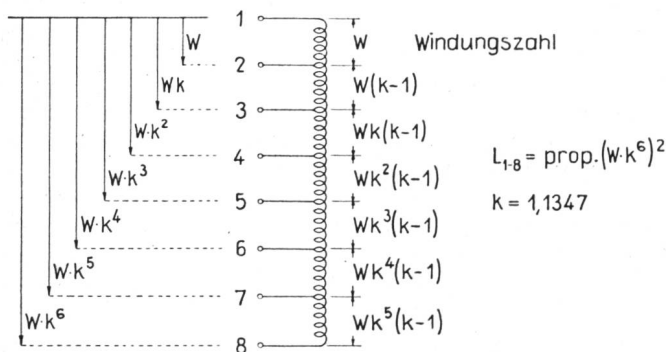 1
W
W
Windungszahl
2
Wk
W(k-1)
3
W·k²
Wk(k-1)
4
W·k³
Wk²(k-1)
L₁₋₈ = prop.(W·k⁶)²
5
W·k⁴
Wk³(k-1)
k = 1,1347
6
W·k⁵
Wk⁴(k-1)
7
W·k⁶
Wk⁵(k-1)
8